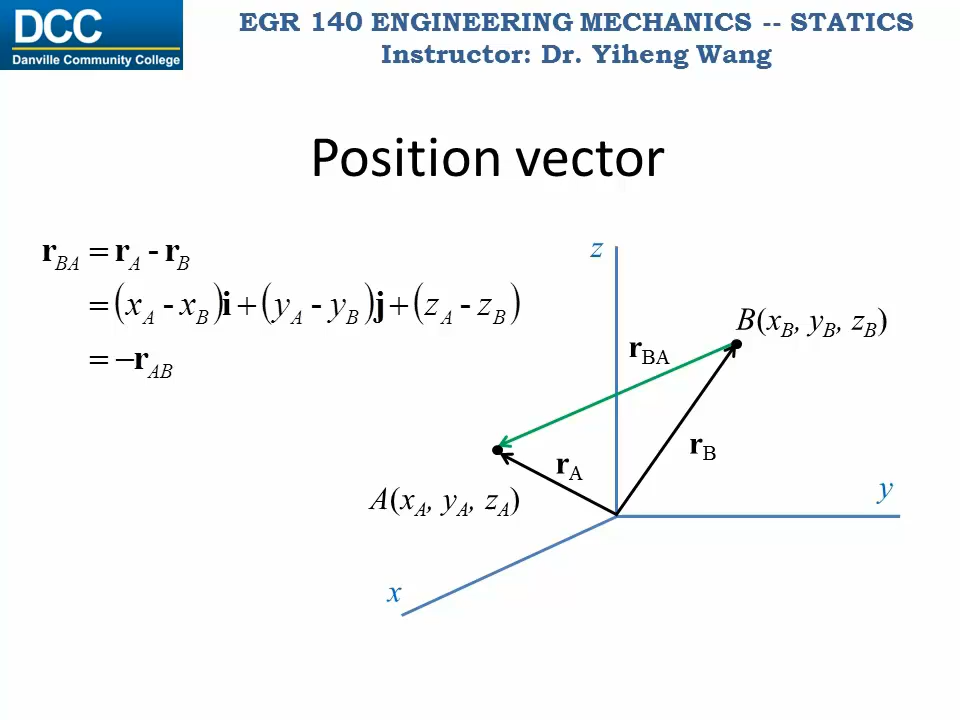 DCC
Danville Community College
EGR 140 ENGINEERING MECHANICS -- STATICS
Instructor: Dr. Yiheng Wang
Position vector
r_BA = r_A - r_B
= (x_A - x_B)i + (y_A - y_B)j + (z_A - z_B)
= −r_AB
z
B(x_B, y_B, z_B)
r_BA
r_B
r_A
A(x_A, y_A, z_A)
y
x